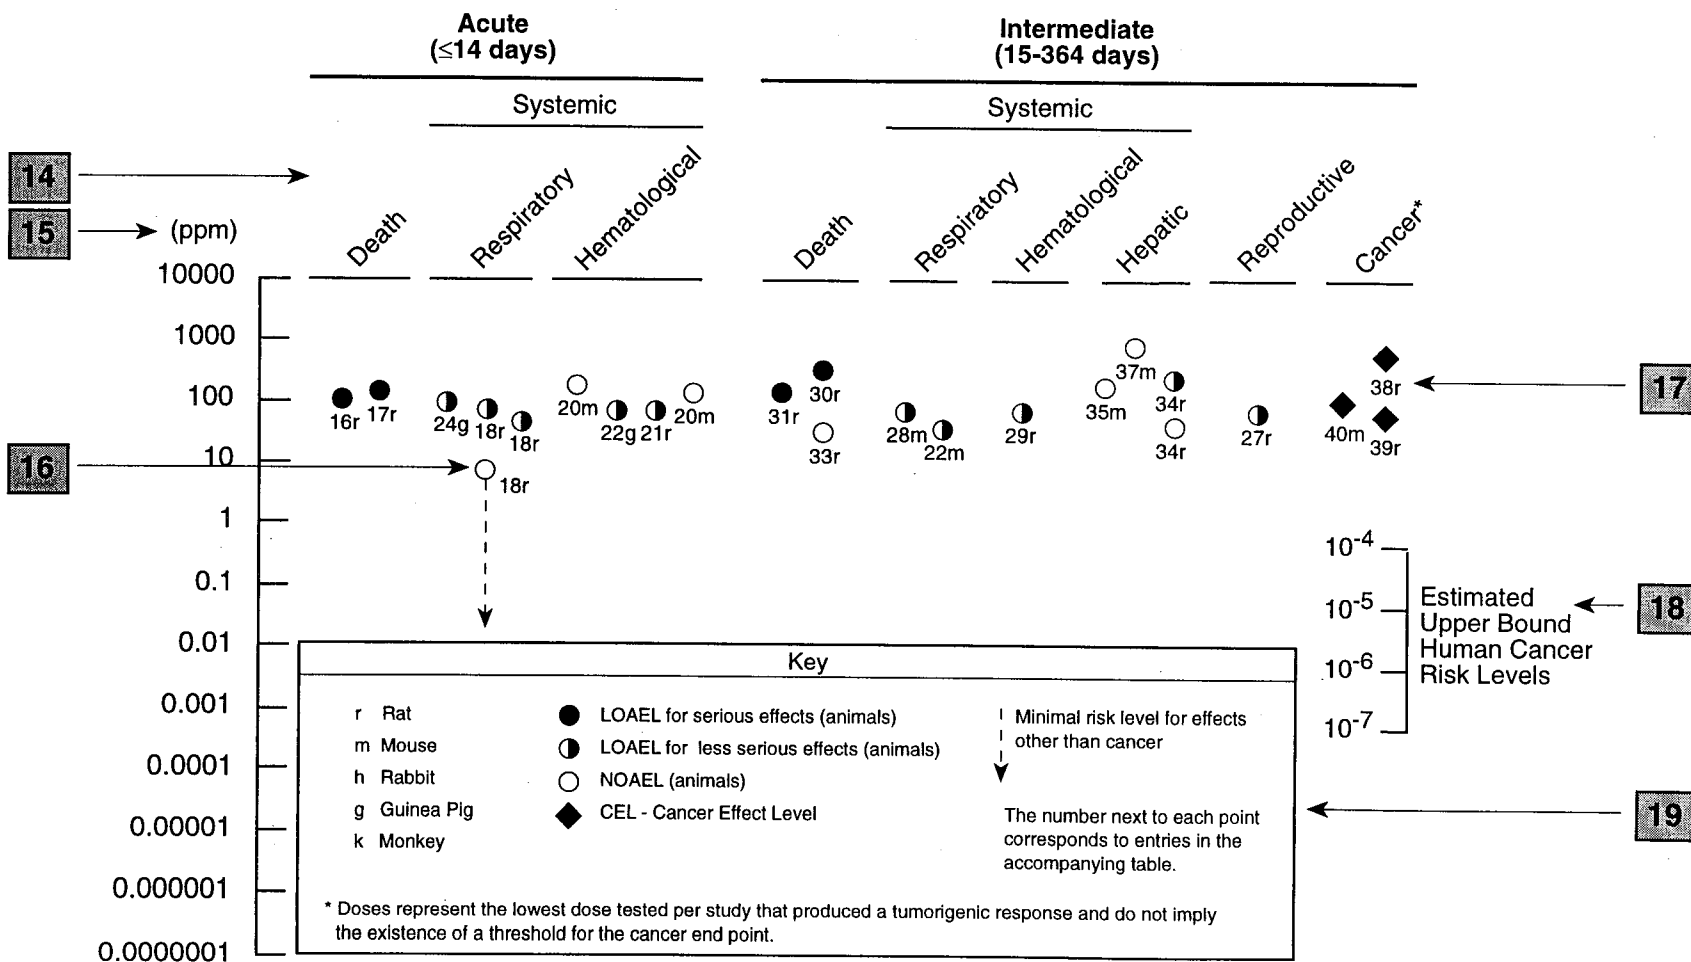 Acute
(≤14 days)
Intermediate
(15-364 days)
Systemic
Systemic
14
15
(ppm)
Death
Respiratory
Hematological
Death
Respiratory
Hematological
Hepatic
Reproductive
Cancer*
10000
1000
100
10
1
0.1
0.01
0.001
0.0001
0.00001
0.000001
0.0000001
16r
17r
24g
18r
18r
18r
20m
22g
21r
20m
31r
30r
33r
28m
22m
29r
35m
37m
34r
34r
27r
40m
38r
39r
16
17
10-4
10-5
10-6
10-7
Estimated
Upper Bound
Human Cancer
Risk Levels
18
19
Key
r Rat
m Mouse
h Rabbit
g Guinea Pig
k Monkey
LOAEL for serious effects (animals)
LOAEL for less serious effects (animals)
NOAEL (animals)
CEL - Cancer Effect Level
Minimal risk level for effects
other than cancer
The number next to each point
corresponds to entries in the
accompanying table.
* Doses represent the lowest dose tested per study that produced a tumorigenic response and do not imply
the existence of a threshold for the cancer end point.